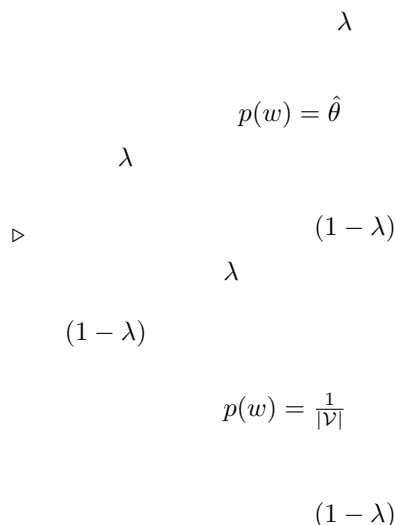 λ
p(w) = θ̂
λ
▷ (1 − λ)
λ
(1 − λ)
p(w) = 1/|𝒱|
(1 − λ)